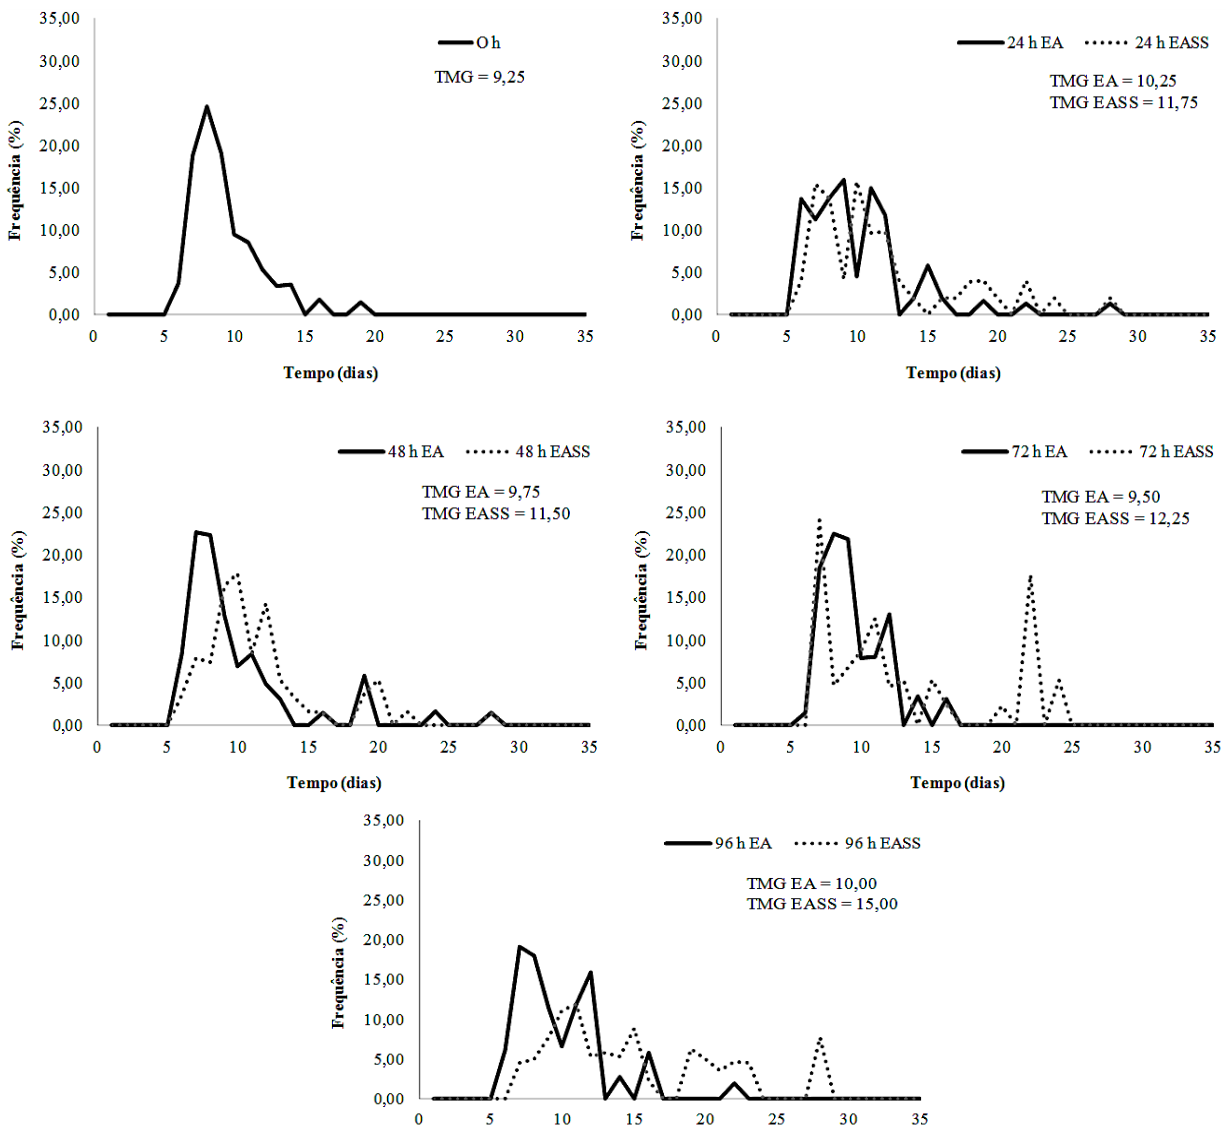 35,00
30,00
25,00
20,00
15,00
10,00
5,00
0,00
Frequência (%)
O h
TMG = 9,25
0 5 10 15 20 25 30 35
Tempo (dias)
35,00
30,00
25,00
20,00
15,00
10,00
5,00
0,00
Frequência (%)
24 h EA 24 h EASS
TMG EA = 10,25
TMG EASS = 11,75
0 5 10 15 20 25 30 35
Tempo (dias)
35,00
30,00
25,00
20,00
15,00
10,00
5,00
0,00
Frequência (%)
48 h EA 48 h EASS
TMG EA = 9,75
TMG EASS = 11,50
0 5 10 15 20 25 30 35
Tempo (dias)
35,00
30,00
25,00
20,00
15,00
10,00
5,00
0,00
Frequência (%)
72 h EA 72 h EASS
TMG EA = 9,50
TMG EASS = 12,25
0 5 10 15 20 25 30 35
Tempo (dias)
35,00
30,00
25,00
20,00
15,00
10,00
5,00
0,00
Frequência (%)
96 h EA 96 h EASS
TMG EA = 10,00
TMG EASS = 15,00
0 5 10 15 20 25 30 35